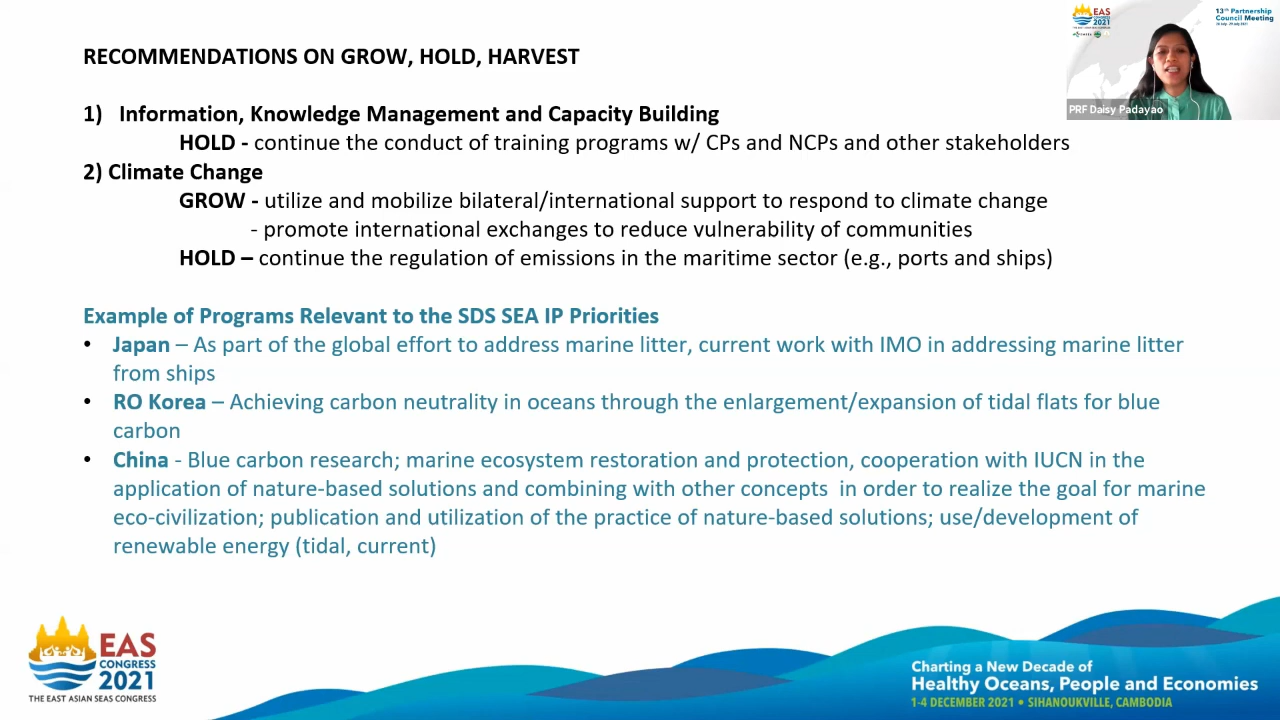 RECOMMENDATIONS ON GROW, HOLD, HARVEST
1) Information, Knowledge Management and Capacity Building
HOLD - continue the conduct of training programs w/ CPs and NCPs and other stakeholders
2) Climate Change
GROW - utilize and mobilize bilateral/international support to respond to climate change
- promote international exchanges to reduce vulnerability of communities
HOLD – continue the regulation of emissions in the maritime sector (e.g., ports and ships)
Example of Programs Relevant to the SDS SEA IP Priorities
• Japan – As part of the global effort to address marine litter, current work with IMO in addressing marine litter
from ships
• RO Korea – Achieving carbon neutrality in oceans through the enlargement/expansion of tidal flats for blue
carbon
• China - Blue carbon research; marine ecosystem restoration and protection, cooperation with IUCN in the
application of nature-based solutions and combining with other concepts in order to realize the goal for marine
eco-civilization; publication and utilization of the practice of nature-based solutions; use/development of
renewable energy (tidal, current)
EAS
CONGRESS
2021
13th Partnership
Council Meeting
PRF Daisy Padayao
EAS
CONGRESS
2021
THE EAST ASIAN SEAS CONGRESS
Charting a New Decade of
Healthy Oceans, People and Economies
1-4 DECEMBER 2021 • SIHANOUKVILLE, CAMBODIA